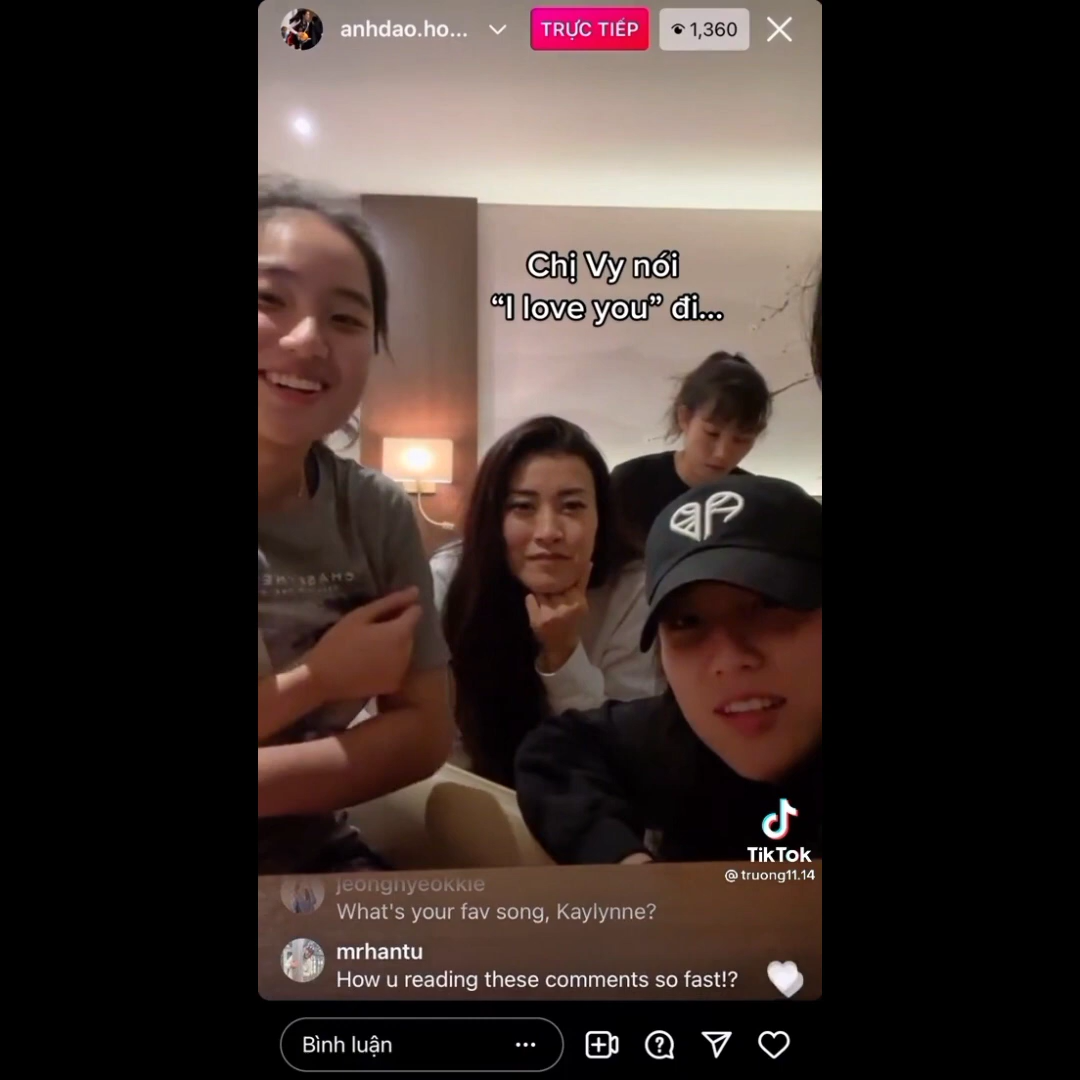 anhdao.ho...
TRỰC TIẾP
1,360
Chị Vy nói
“I love you” đi...
TikTok
@truong11.14
jeonghyeokkie
What's your fav song, Kaylynne?
mrhantu
How u reading these comments so fast!?
Bình luận